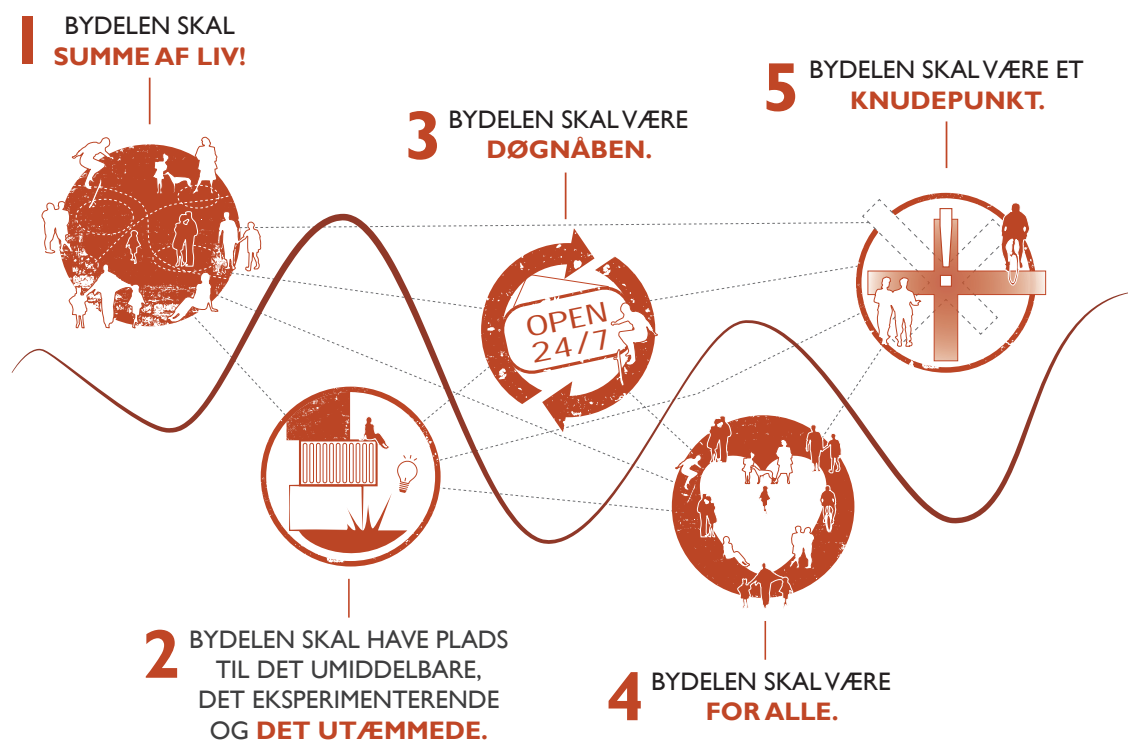 1 BYDELEN SKAL
SUMME AF LIV!
2 BYDELEN SKAL HAVE PLADS
TIL DET UMIDDELBARE,
DET EKSPERIMENTERENDE
OG DET UTÆMMEDE.
3 BYDELEN SKAL VÆRE
DØGNÅBEN.
OPEN
24/7
4 BYDELEN SKAL VÆRE
FOR ALLE.
5 BYDELEN SKAL VÆRE ET
KNUDEPUNKT.